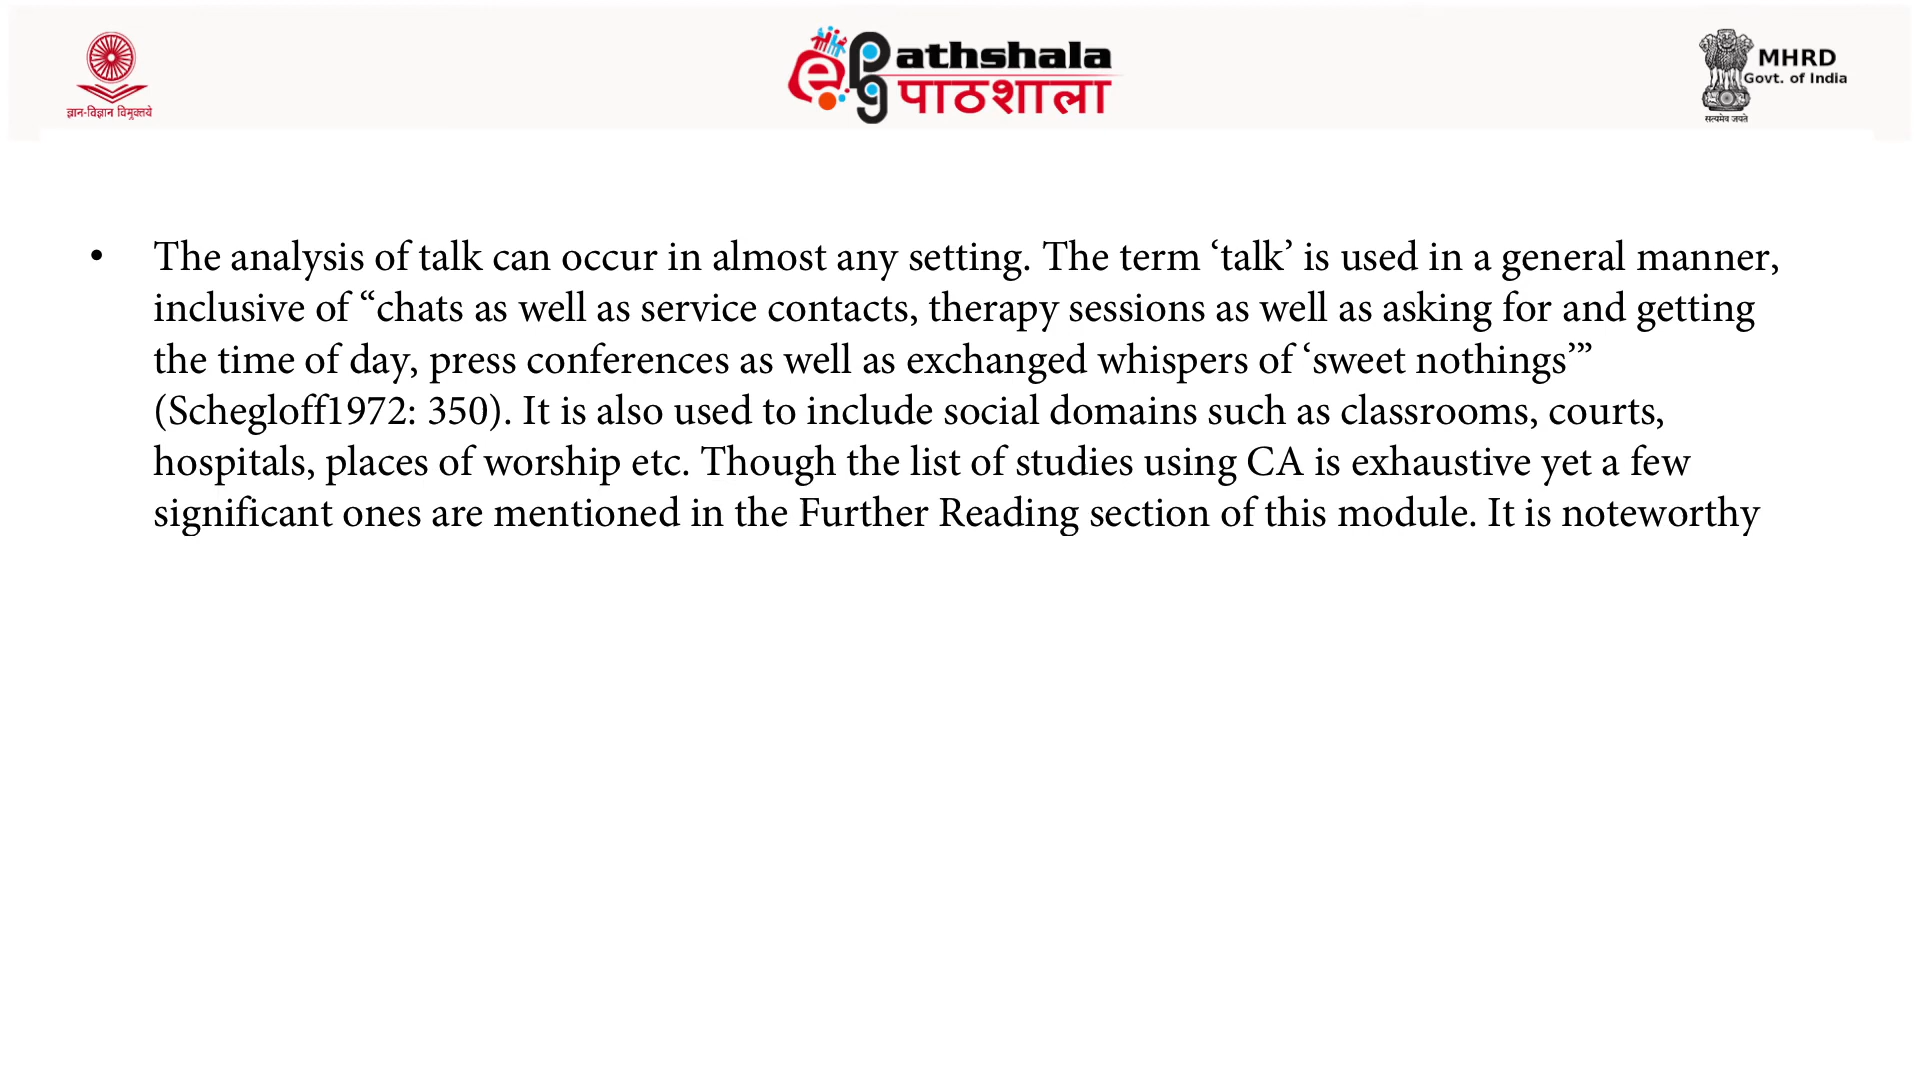 ज्ञान-विज्ञान विमुक्तये
e pg athshala
पाठशाला
MHRD
Govt. of India
सत्यमेव जयते
• The analysis of talk can occur in almost any setting. The term ‘talk’ is used in a general manner,
inclusive of “chats as well as service contacts, therapy sessions as well as asking for and getting
the time of day, press conferences as well as exchanged whispers of ‘sweet nothings’”
(Schegloff1972: 350). It is also used to include social domains such as classrooms, courts,
hospitals, places of worship etc. Though the list of studies using CA is exhaustive yet a few
significant ones are mentioned in the Further Reading section of this module. It is noteworthy